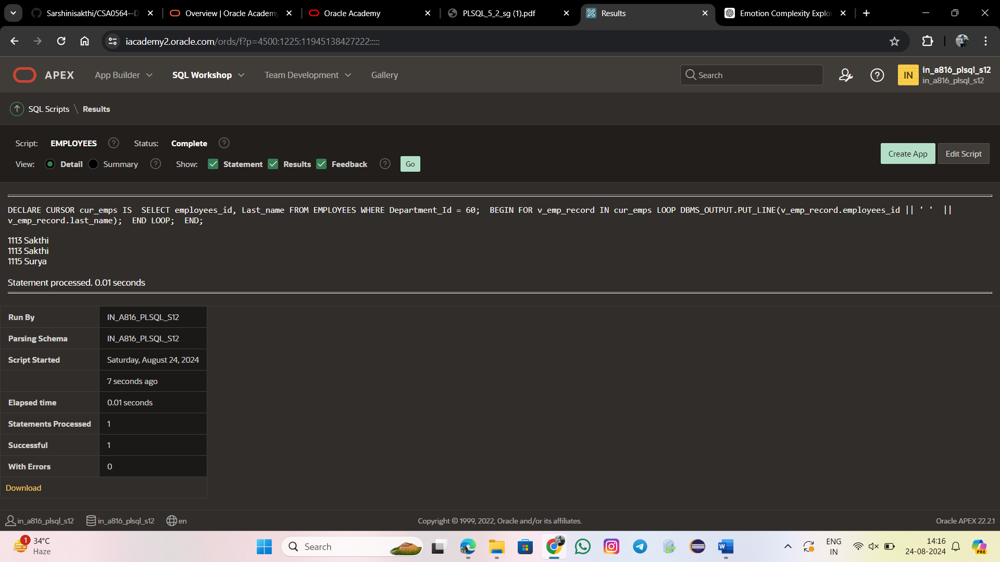 Sarshinisakthi/CSA0564--D
Overview | Oracle Academy
Oracle Academy
PLSQL_5_2_sg (1).pdf
Results
Emotion Complexity Explo
iacademy2.oracle.com/ords/f?p=4500:1225:11945138427222:::::
APEX
App Builder
SQL Workshop
Team Development
Gallery
Search
IN
in_a816_plsql_s12
in_a816_plsql_s12
SQL Scripts \ Results
Script: EMPLOYEES ? Status: Complete ?
View: Detail Summary ? Show: Statement Results Feedback ? Go
Create App
Edit Script
DECLARE CURSOR cur_emps IS  SELECT employees_id, Last_name FROM EMPLOYEES WHERE Department_Id = 60;  BEGIN FOR v_emp_record IN cur_emps LOOP DBMS_OUTPUT.PUT_LINE(v_emp_record.employees_id || ' '  ||
v_emp_record.last_name);  END LOOP;  END;
1113 Sakthi
1113 Sakthi
1115 Surya
Statement processed. 0.01 seconds
Run By IN_A816_PLSQL_S12
Parsing Schema IN_A816_PLSQL_S12
Script Started Saturday, August 24, 2024
7 seconds ago
Elapsed time 0.01 seconds
Statements Processed 1
Successful 1
With Errors 0
Download
in_a816_plsql_s12 in_a816_plsql_s12 en
Copyright © 1999, 2022, Oracle and/or its affiliates.
Oracle APEX 22.2.1
1
34°C
Haze
Search
W
PRE
ENG
IN
14:16
24-08-2024